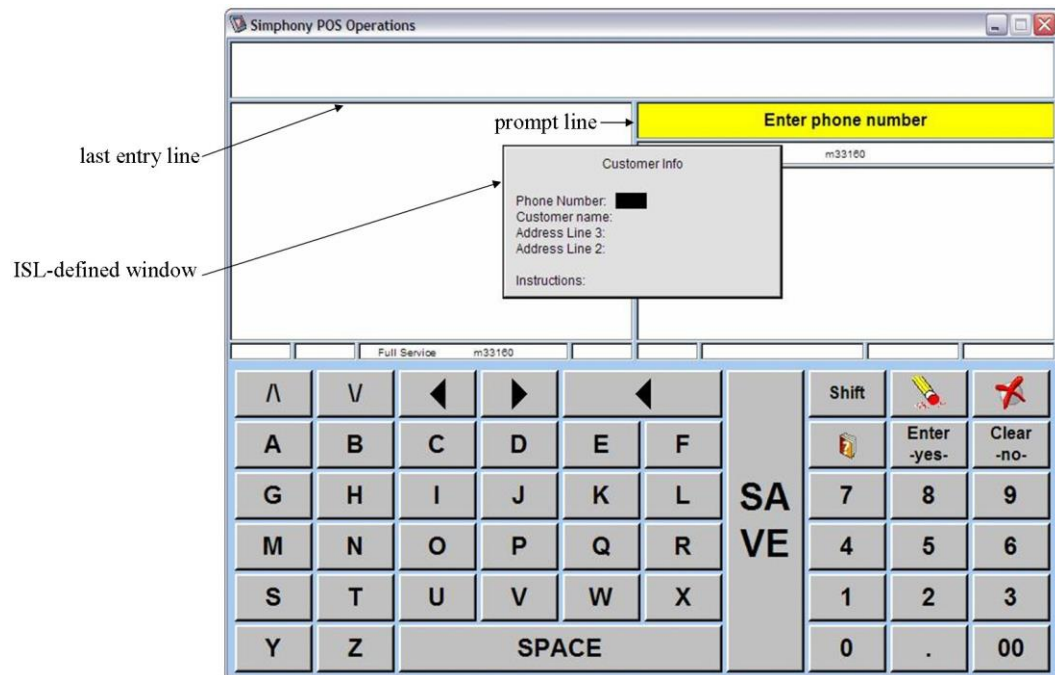 Simphony POS Operations
prompt line
Enter phone number
last entry line
m33160
Customer Info
Phone Number:
Customer name:
Address Line 3:
Address Line 2:
ISL-defined window
Instructions:
Full Service m33160
/\ \/ Shift
A B C D E F Enter -yes- Clear -no-
G H I J K L SAVE 7 8 9
M N O P Q R 4 5 6
S T U V W X 1 2 3
Y Z SPACE 0 . 00